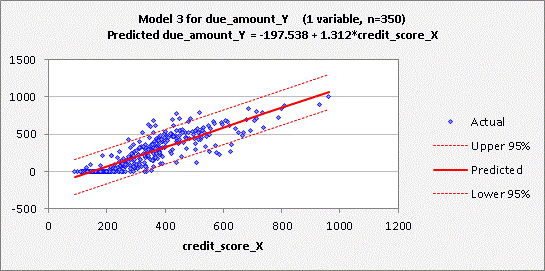 Model 3 for due_amount_Y (1 variable, n=350)
Predicted due_amount_Y = -197.538 + 1.312*credit_score_X
1500
1000
500
0
-500
0 200 400 600 800 1000 1200
credit_score_X
Actual
Upper 95%
Predicted
Lower 95%